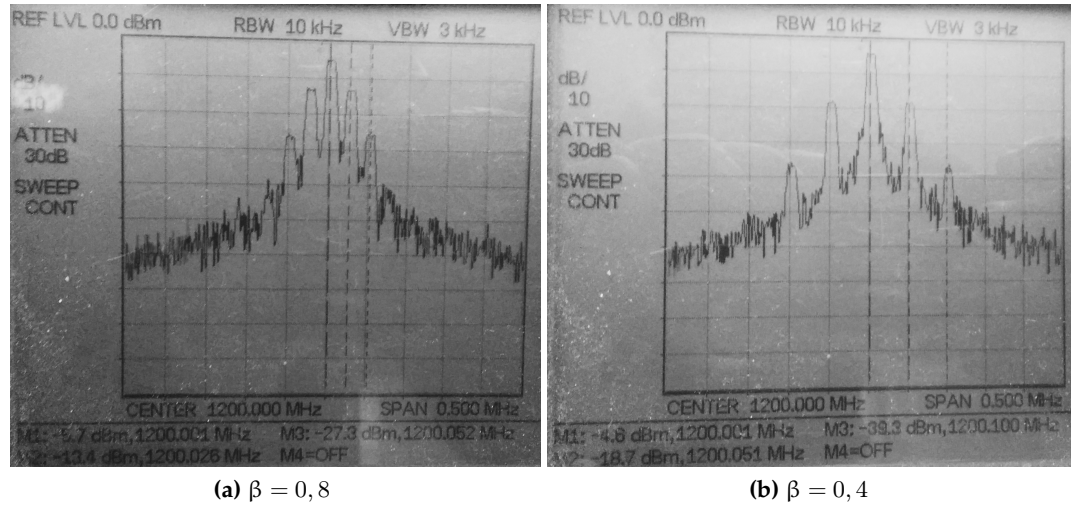 REF LVL 0.0 dBm RBW 10 kHz VBW 3 kHz
dB/
10
ATTEN
30dB
SWEEP
CONT
CENTER 1200.000 MHz SPAN 0.500 MHz
M1: -5.7 dBm,1200.001 MHz M3: -27.3 dBm,1200.052 MHz
M2: -13.4 dBm,1200.026 MHz M4=OFF
(a) β = 0, 8
REF LVL 0.0 dBm RBW 10 kHz VBW 3 kHz
dB/
10
ATTEN
30dB
SWEEP
CONT
CENTER 1200.000 MHz SPAN 0.500 MHz
M1: -4.6 dBm,1200.001 MHz M3: -39.3 dBm,1200.100 MHz
M2: -18.7 dBm,1200.051 MHz M4=OFF
(b) β = 0, 4